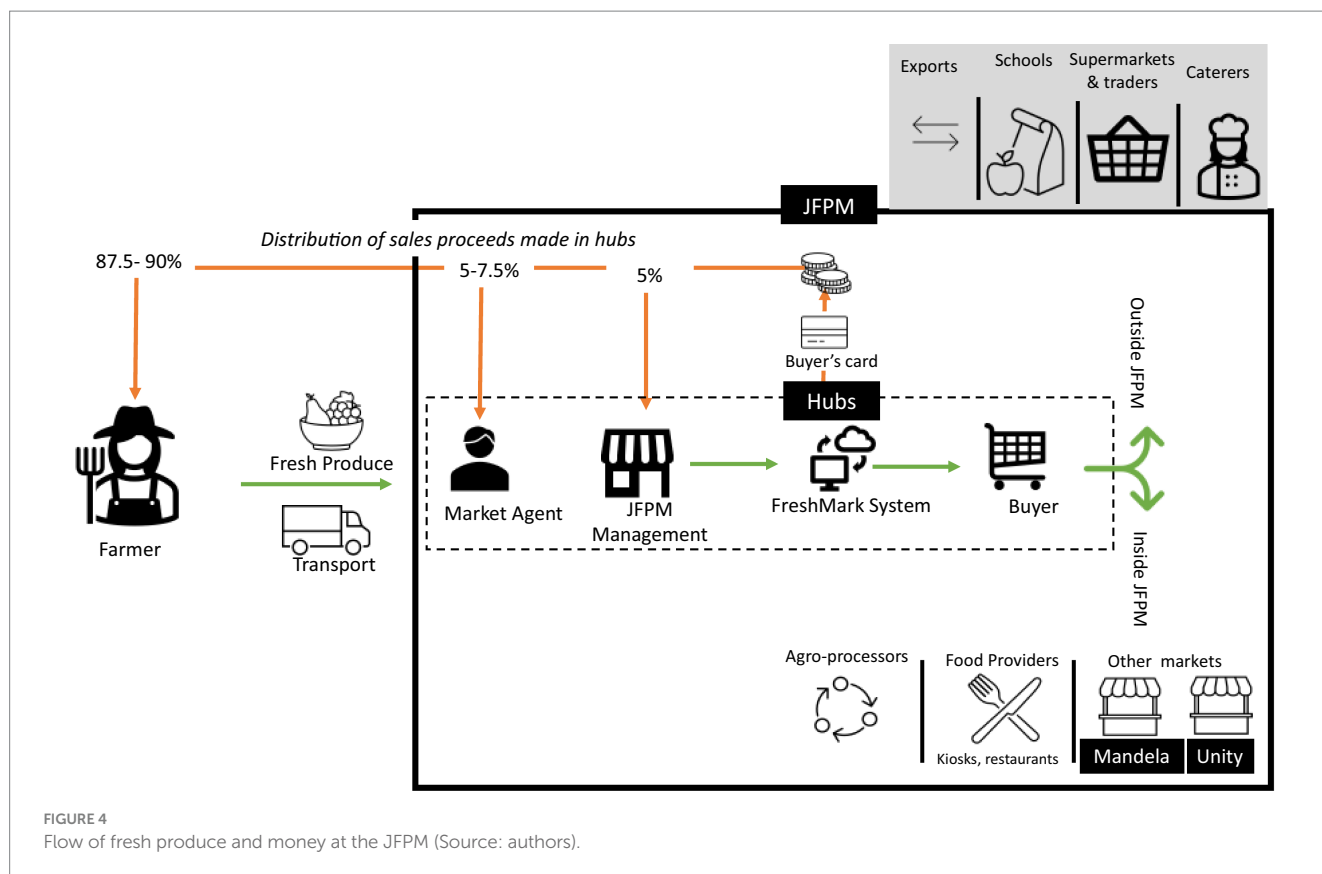 Exports
Schools
Supermarkets
& traders
Caterers
JFPM
Distribution of sales proceeds made in hubs
87.5- 90%
5-7.5%
5%
Buyer's card
Outside JFPM
Hubs
Fresh Produce
Transport
Farmer
Market Agent
JFPM
Management
FreshMark System
Buyer
Inside JFPM
Agro-processors
Food Providers
Kiosks, restaurants
Other markets
Mandela
Unity
FIGURE 4
Flow of fresh produce and money at the JFPM (Source: authors).